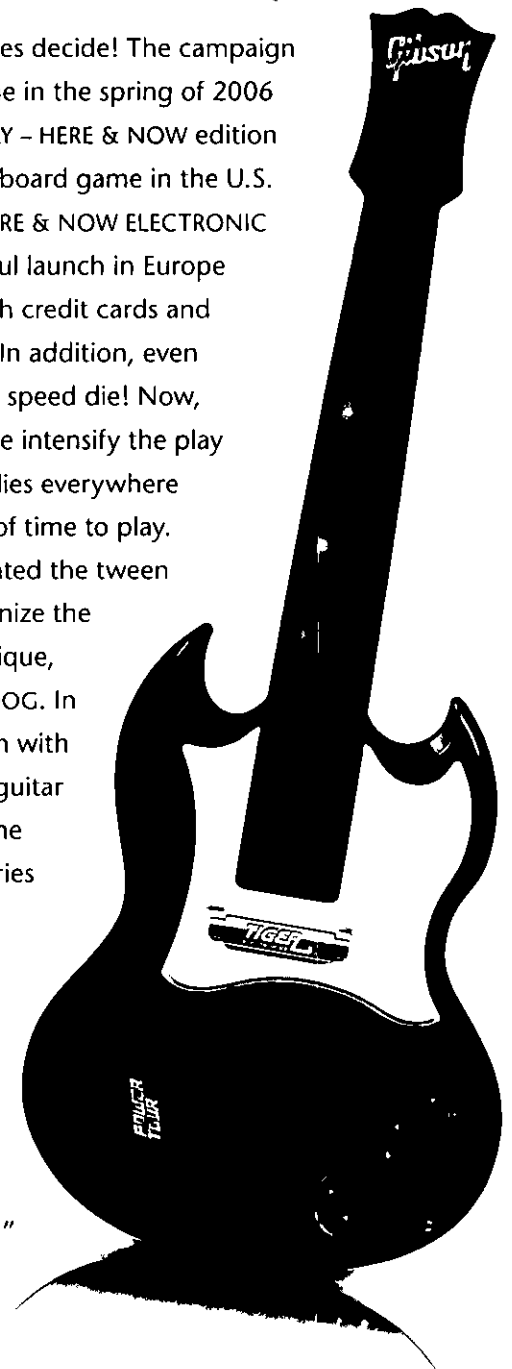 es decide! The campaign
e in the spring of 2006
Y – HERE & NOW edition
board game in the U.S.
RE & NOW ELECTRONIC
ul launch in Europe
h credit cards and
In addition, even
speed die! Now,
e intensify the play
lies everywhere
of time to play.
ated the tween
nize the
ique,
OG. In
n with
guitar
ne
ries
"
Gibson
TIGER
POWER
TOUR